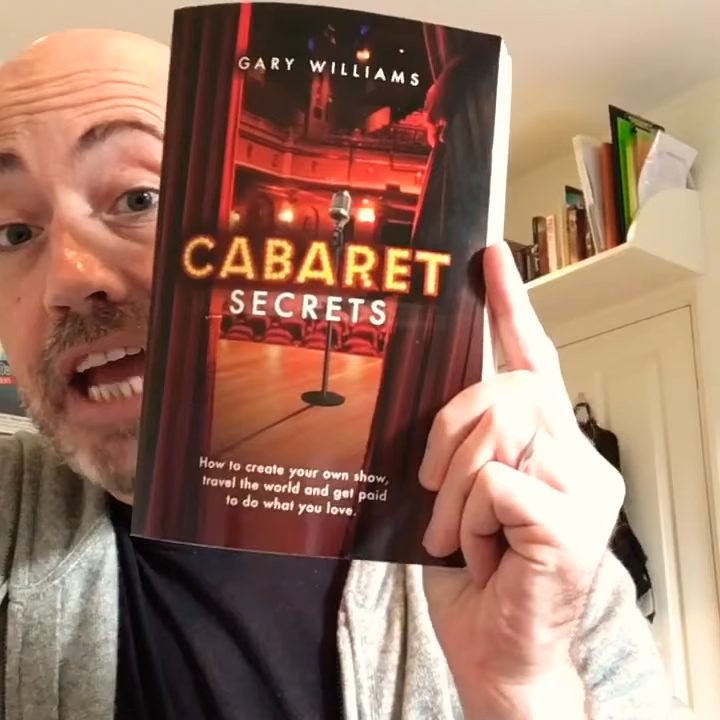 GARY WILLIAMS
CABARET
SECRETS
How to create your own show,
travel the world and get paid
to do what you love.